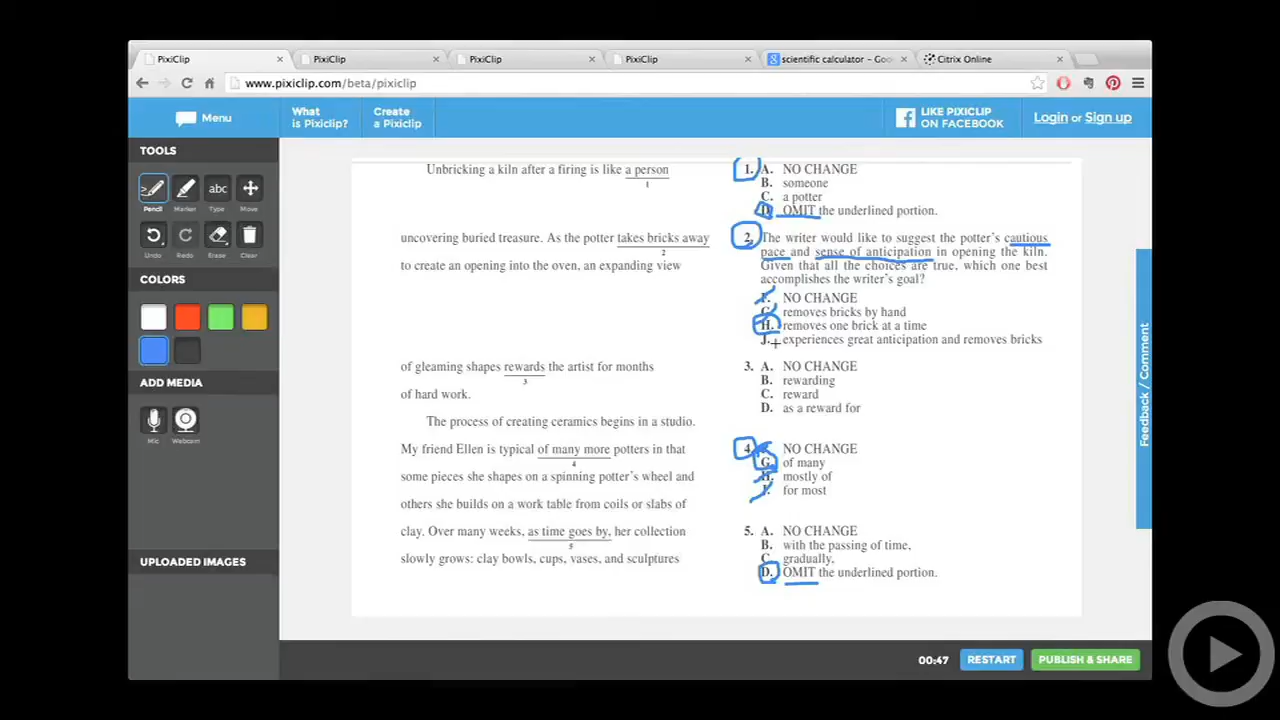 PixiClip
PixiClip
PixiClip
PixiClip
scientific calculator – Goo
Citrix Online
www.pixiclip.com/beta/pixiclip
Menu
What
is Pixiclip?
Create
a Pixiclip
LIKE PIXICLIP
ON FACEBOOK
Login or Sign up
TOOLS
Pencil
Marker
abc
Type
Move
Undo
Redo
Erase
Clear
COLORS
ADD MEDIA
Mic
Webcam
UPLOADED IMAGES
Unbricking a kiln after a firing is like a person
1
uncovering buried treasure. As the potter takes bricks away
2
to create an opening into the oven, an expanding view
of gleaming shapes rewards the artist for months
3
of hard work.
The process of creating ceramics begins in a studio.
My friend Ellen is typical of many more potters in that
4
some pieces she shapes on a spinning potter's wheel and
others she builds on a work table from coils or slabs of
clay. Over many weeks, as time goes by, her collection
5
slowly grows: clay bowls, cups, vases, and sculptures
1. A. NO CHANGE
B. someone
C. a potter
D. OMIT the underlined portion.
2. The writer would like to suggest the potter's cautious
pace and sense of anticipation in opening the kiln.
Given that all the choices are true, which one best
accomplishes the writer's goal?
F. NO CHANGE
G. removes bricks by hand
H. removes one brick at a time
J. experiences great anticipation and removes bricks
3. A. NO CHANGE
B. rewarding
C. reward
D. as a reward for
4. NO CHANGE
G. of many
H. mostly of
J. for most
5. A. NO CHANGE
B. with the passing of time,
C. gradually,
D. OMIT the underlined portion.
Feedback / Comment
00:47
RESTART
PUBLISH & SHARE